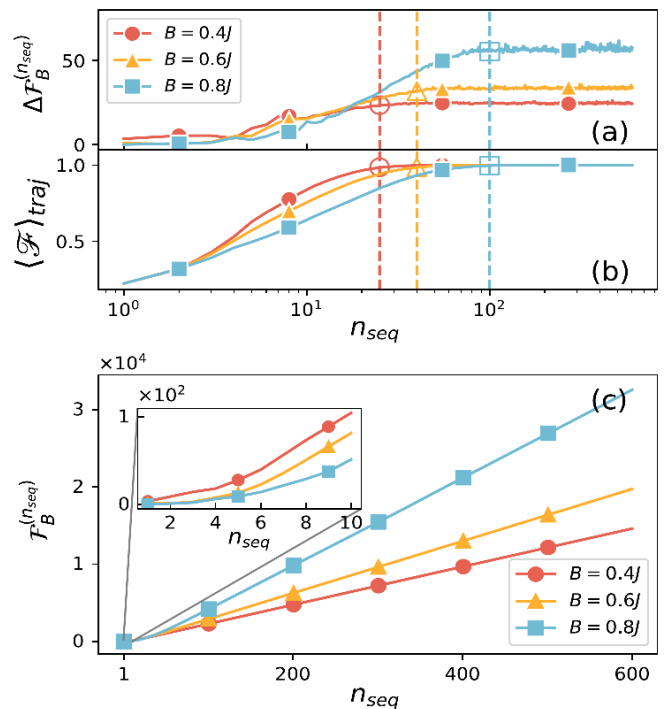 B = 0.4J
B = 0.6J
B = 0.8J
50
0
Δℱ_B^(n_seq)
(a)
1.0
0.5
⟨ℱ⟩_traj
(b)
10^0
10^1
10^2
n_seq
×10^4
(c)
×10^2
1
0
2
4
6
8
10
n_seq
3
2
1
0
ℱ_B^(n_seq)
B = 0.4J
B = 0.6J
B = 0.8J
1
200
400
600
n_seq